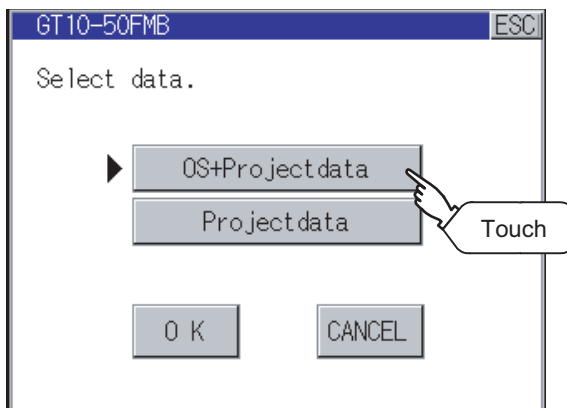 GT10-50FMB ESC
Select data.
OS+Projectdata
Projectdata
Touch
O K CANCEL